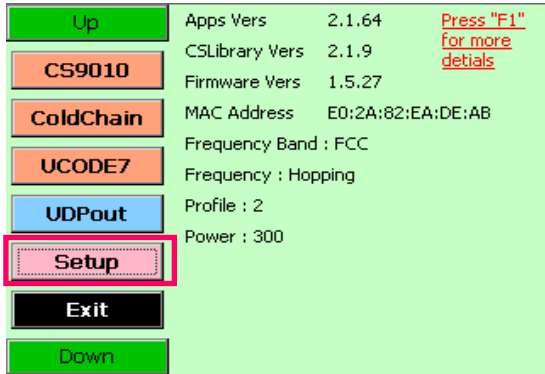 Up
CS9010
ColdChain
UCODE7
UDPout
Setup
Exit
Down
Apps Vers 2.1.64
CSLibrary Vers 2.1.9
Firmware Vers 1.5.27
MAC Address E0:2A:82:EA:DE:AB
Frequency Band : FCC
Frequency : Hopping
Profile : 2
Power : 300
Press "F1"
for more
detials